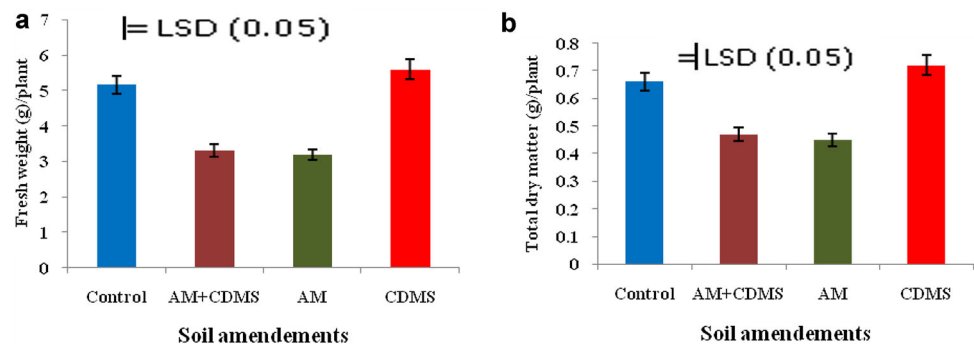 a
|= LSD (0.05)
Fresh weight (g)/plant
7
6
5
4
3
2
1
0
Control AM+CDMS AM CDMS
Soil amendements
b
=| LSD (0.05)
Total dry matter (g)/plant
0.8
0.7
0.6
0.5
0.4
0.3
0.2
0.1
0
Control AM+CDMS AM CDMS
Soil amendements